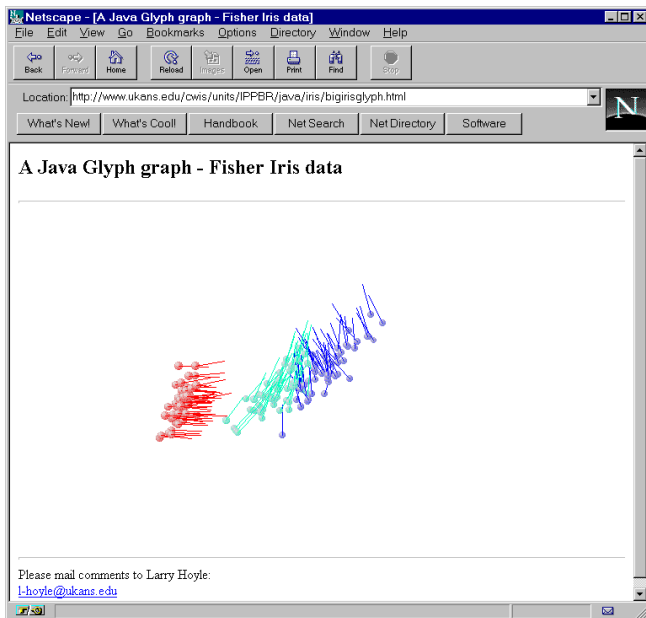 Netscape - [A Java Glyph graph - Fisher Iris data]
File Edit View Go Bookmarks Options Directory Window Help
Back Forward Home Reload Images Open Print Find Stop
Location: http://www.ukans.edu/cwis/units/IPPBR/java/iris/bigirisglyph.html
N
What's New! What's Cool! Handbook Net Search Net Directory Software
A Java Glyph graph - Fisher Iris data
Please mail comments to Larry Hoyle:
l-hoyle@ukans.edu